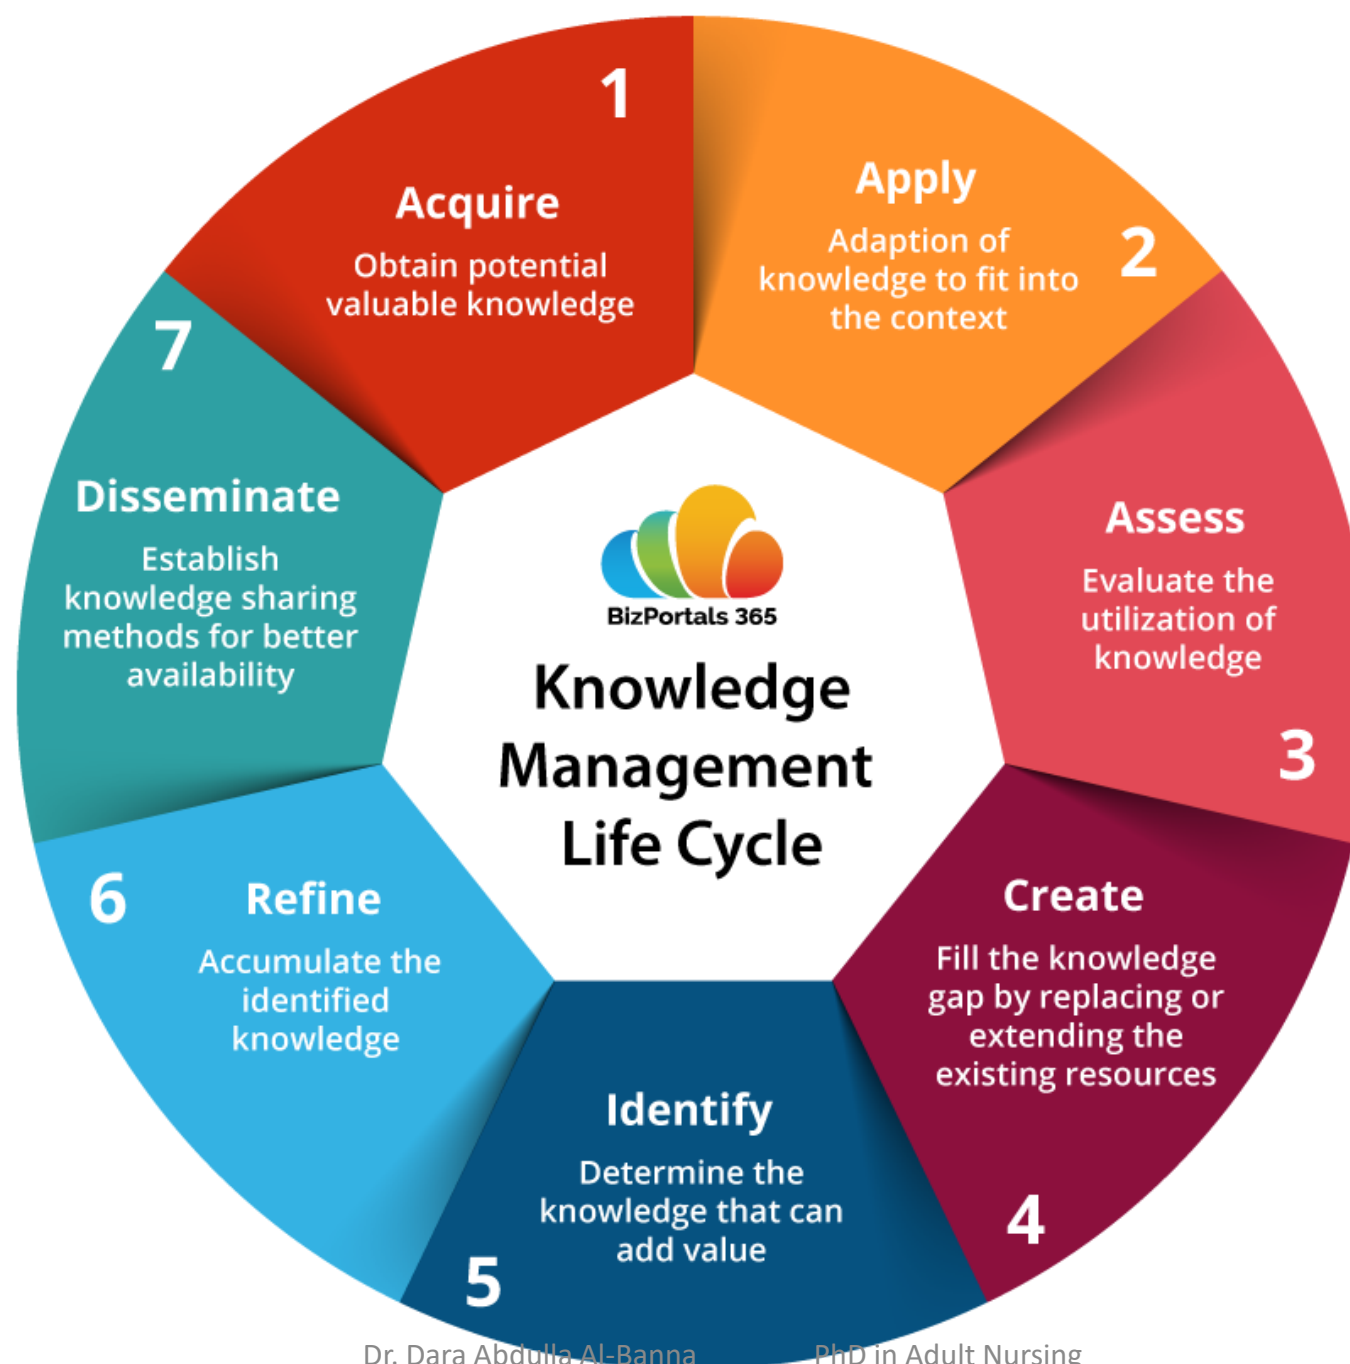 1
Acquire
Obtain potential
valuable knowledge
Apply
Adaption of
knowledge to fit into
the context
2
Assess
Evaluate the
utilization of
knowledge
3
Create
Fill the knowledge
gap by replacing or
extending the
existing resources
4
Identify
Determine the
knowledge that can
add value
5
6
Refine
Accumulate the
identified
knowledge
7
Disseminate
Establish
knowledge sharing
methods for better
availability
BizPortals 365
Knowledge
Management
Life Cycle
Dr. Dara Abdulla Al-Banna PhD in Adult Nursing